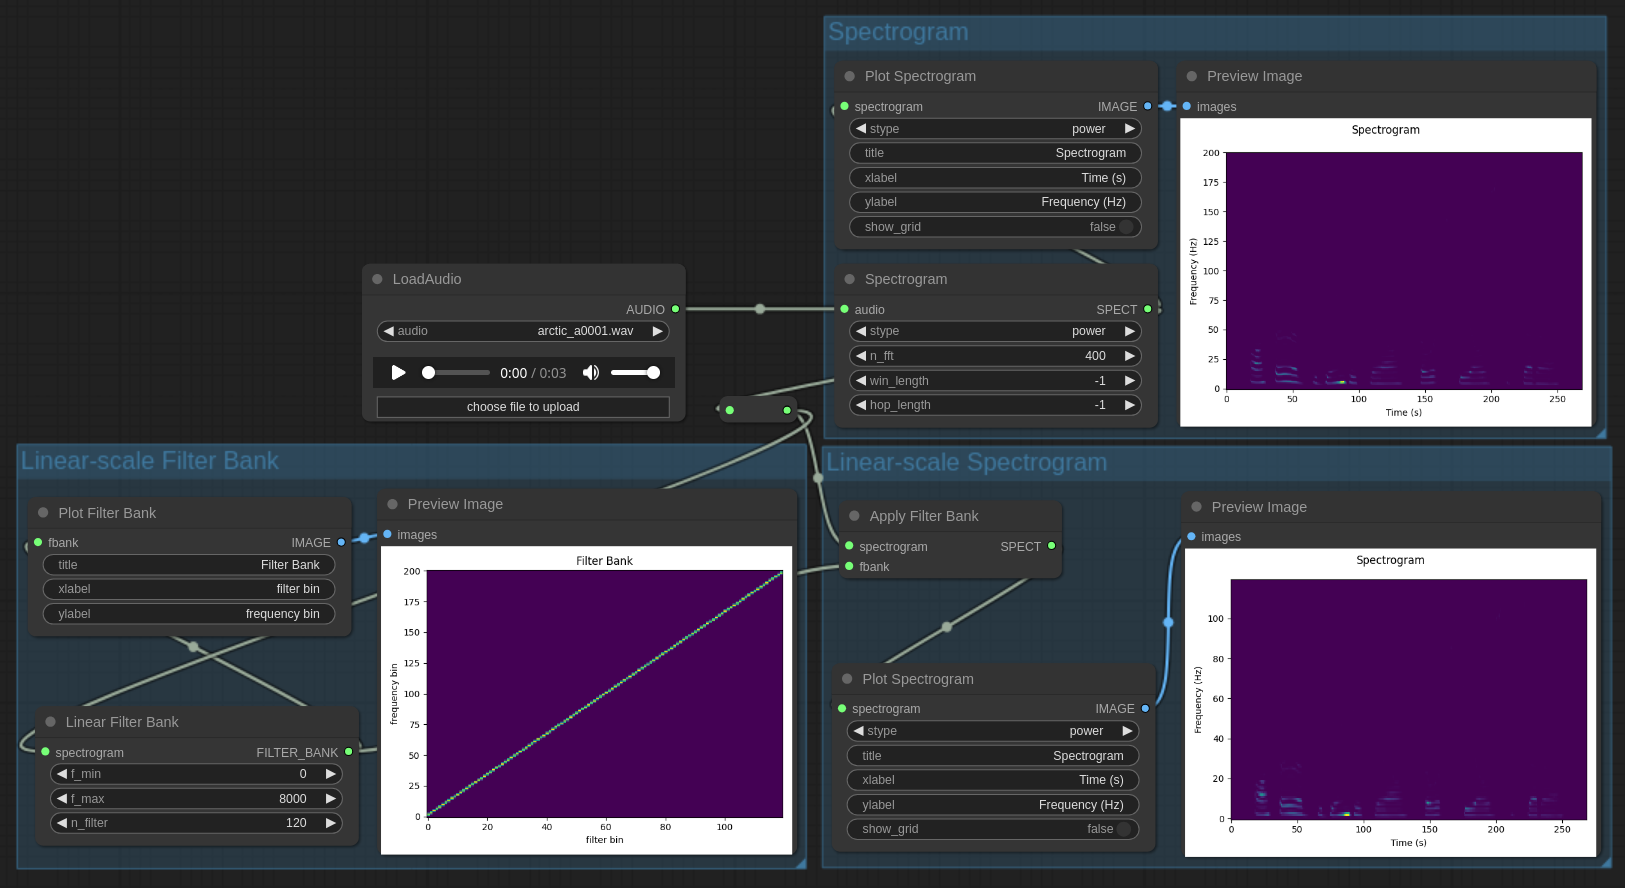 Spectrogram
Plot Spectrogram
spectrogram IMAGE
stype power
title Spectrogram
xlabel Time (s)
ylabel Frequency (Hz)
show_grid false
Preview Image
images
Spectrogram
200
175
150
125
100
75
50
25
0
Frequency (Hz)
0 50 100 150 200 250
Time (s)
LoadAudio
AUDIO
audio arctic_a0001.wav
0:00 / 0:03
choose file to upload
Spectrogram
audio SPECT
stype power
n_fft 400
win_length -1
hop_length -1
Linear-scale Filter Bank
Plot Filter Bank
fbank IMAGE
title Filter Bank
xlabel filter bin
ylabel frequency bin
Preview Image
images
Filter Bank
200
175
150
125
100
75
50
25
0
frequency bin
0 20 40 60 80 100
filter bin
Linear Filter Bank
spectrogram FILTER_BANK
f_min 0
f_max 8000
n_filter 120
Linear-scale Spectrogram
Apply Filter Bank
spectrogram SPECT
fbank
Plot Spectrogram
spectrogram IMAGE
stype power
title Spectrogram
xlabel Time (s)
ylabel Frequency (Hz)
show_grid false
Preview Image
images
Spectrogram
100
80
60
40
20
0
Frequency (Hz)
0 50 100 150 200 250
Time (s)